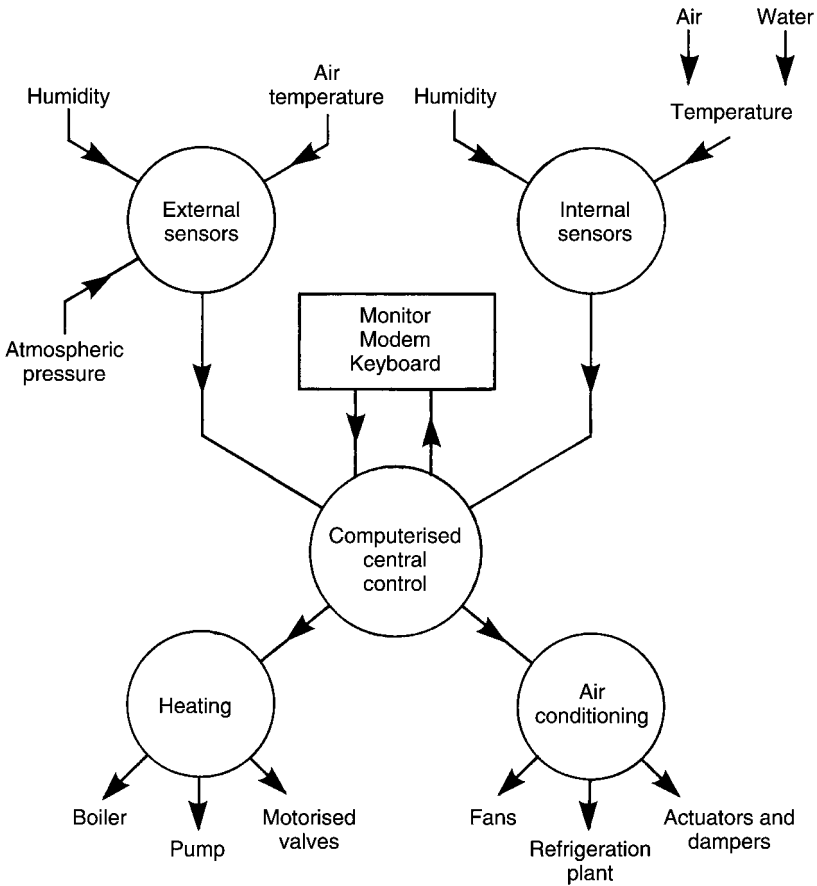 Air
Water
Humidity
Air
temperature
Humidity
Temperature
External
sensors
Internal
sensors
Atmospheric
pressure
Monitor
Modem
Keyboard
Computerised
central
control
Heating
Air
conditioning
Boiler
Pump
Motorised
valves
Fans
Refrigeration
plant
Actuators and
dampers